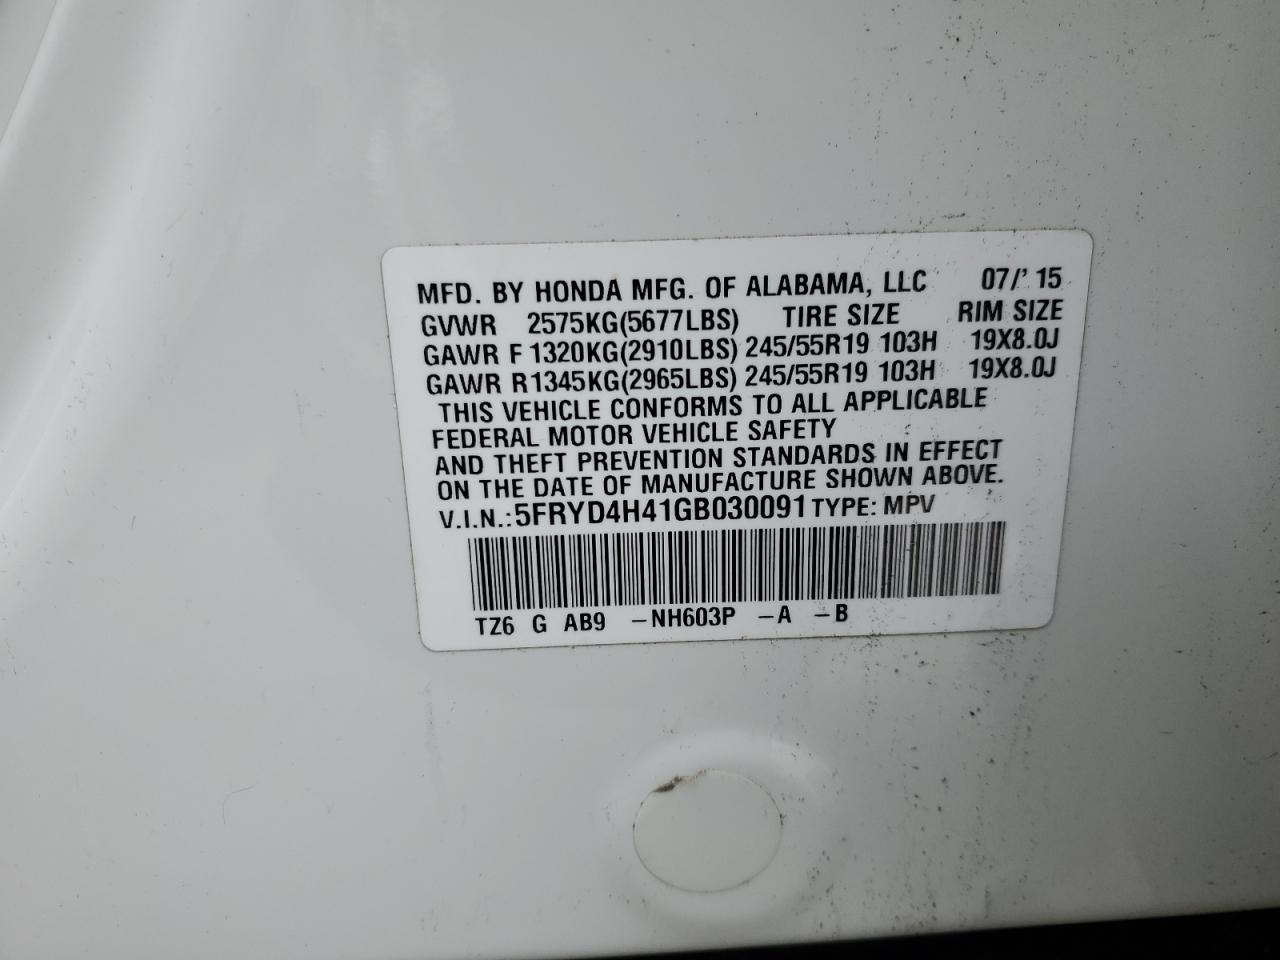 MFD. BY HONDA MFG. OF ALABAMA, LLC 07/' 15
GVWR 2575KG(5677LBS) TIRE SIZE RIM SIZE
GAWR F 1320KG(2910LBS) 245/55R19 103H 19X8.0J
GAWR R1345KG(2965LBS) 245/55R19 103H 19X8.0J
THIS VEHICLE CONFORMS TO ALL APPLICABLE
FEDERAL MOTOR VEHICLE SAFETY
AND THEFT PREVENTION STANDARDS IN EFFECT
ON THE DATE OF MANUFACTURE SHOWN ABOVE.
V.I.N.:5FRYD4H41GB030091 TYPE: MPV
TZ6 G AB9 -NH603P -A -B